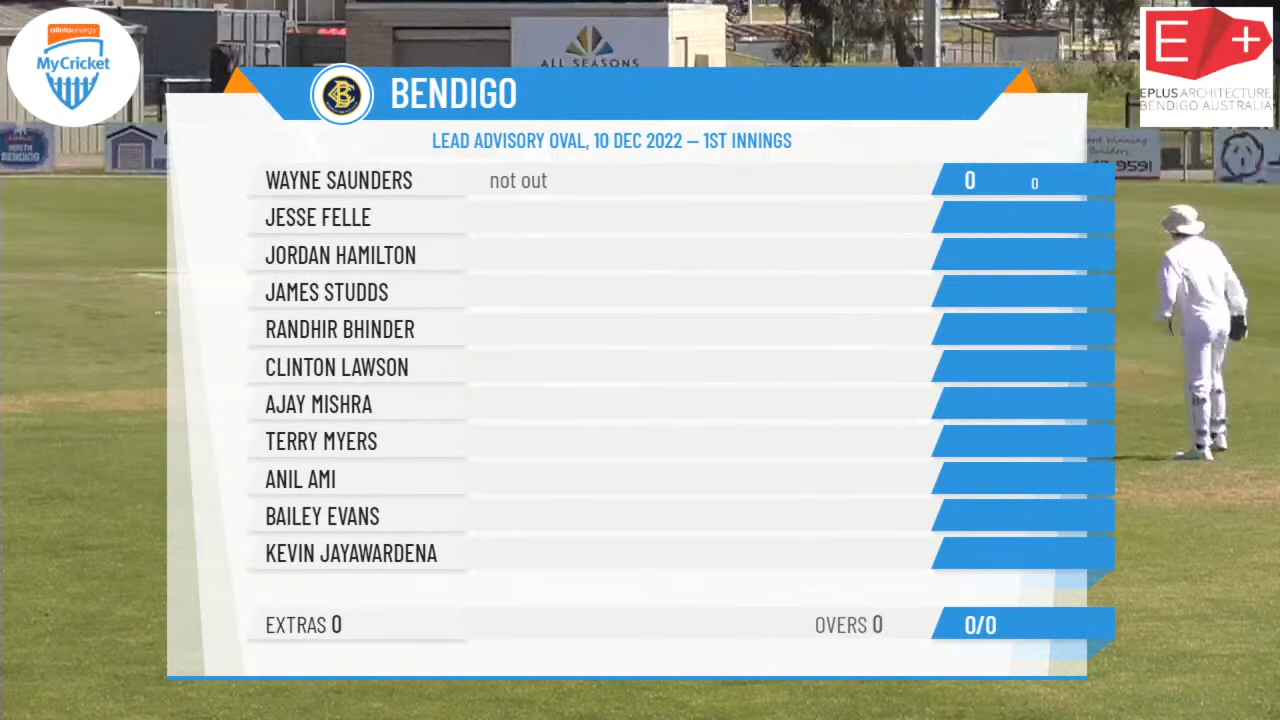 alintaenergy
MyCricket
ALL SEASONS
E+
EPLUS ARCHITECTURE
BENDIGO AUSTRALIA
BENDIGO
LEAD ADVISORY OVAL, 10 DEC 2022 – 1ST INNINGS
WAYNE SAUNDERS not out 0 0
JESSE FELLE
JORDAN HAMILTON
JAMES STUDDS
RANDHIR BHINDER
CLINTON LAWSON
AJAY MISHRA
TERRY MYERS
ANIL AMI
BAILEY EVANS
KEVIN JAYAWARDENA
EXTRAS 0 OVERS 0 0/0
BENDIGO